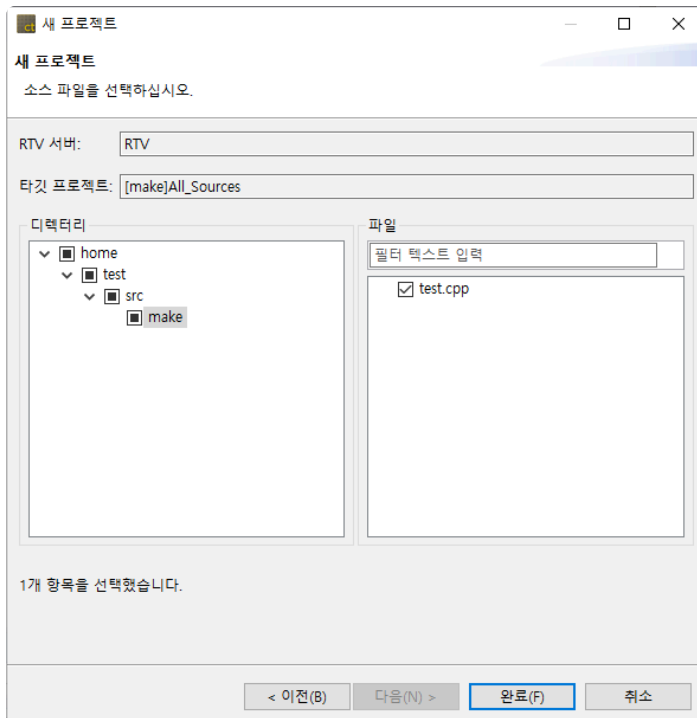 ct 새 프로젝트
새 프로젝트
소스 파일을 선택하십시오.
RTV 서버: RTV
타깃 프로젝트: [make]All_Sources
디렉터리
home
test
src
make
파일
필터 텍스트 입력
test.cpp
1개 항목을 선택했습니다.
< 이전(B) 다음(N) > 완료(F) 취소